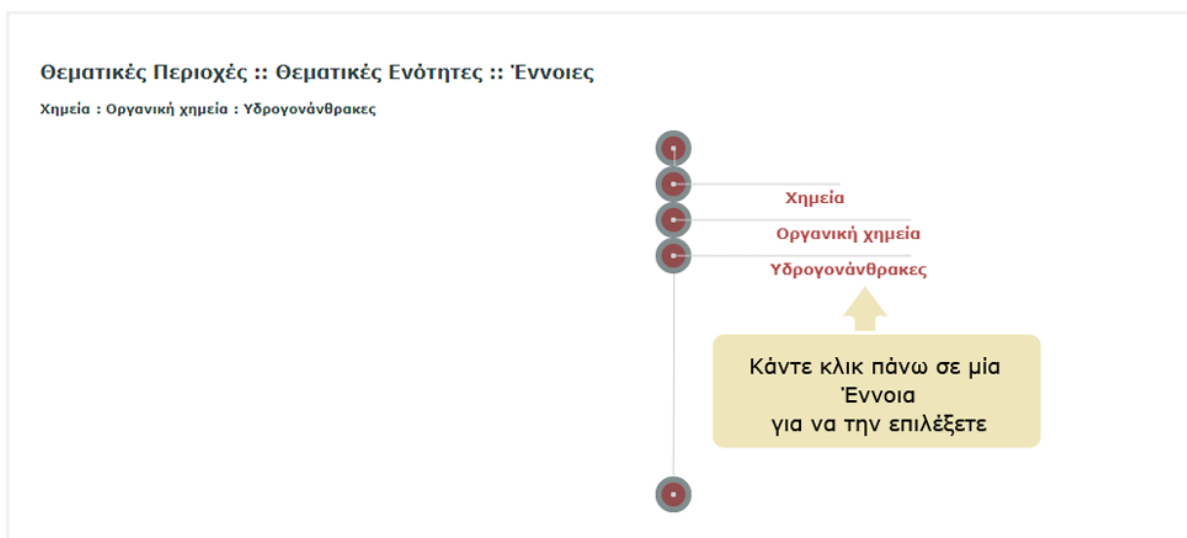 Θεματικές Περιοχές :: Θεματικές Ενότητες :: Έννοιες
Χημεία : Οργανική χημεία : Υδρογονάνθρακες
Χημεία
Οργανική χημεία
Υδρογονάνθρακες
Κάντε κλικ πάνω σε μία
Έννοια
για να την επιλέξετε